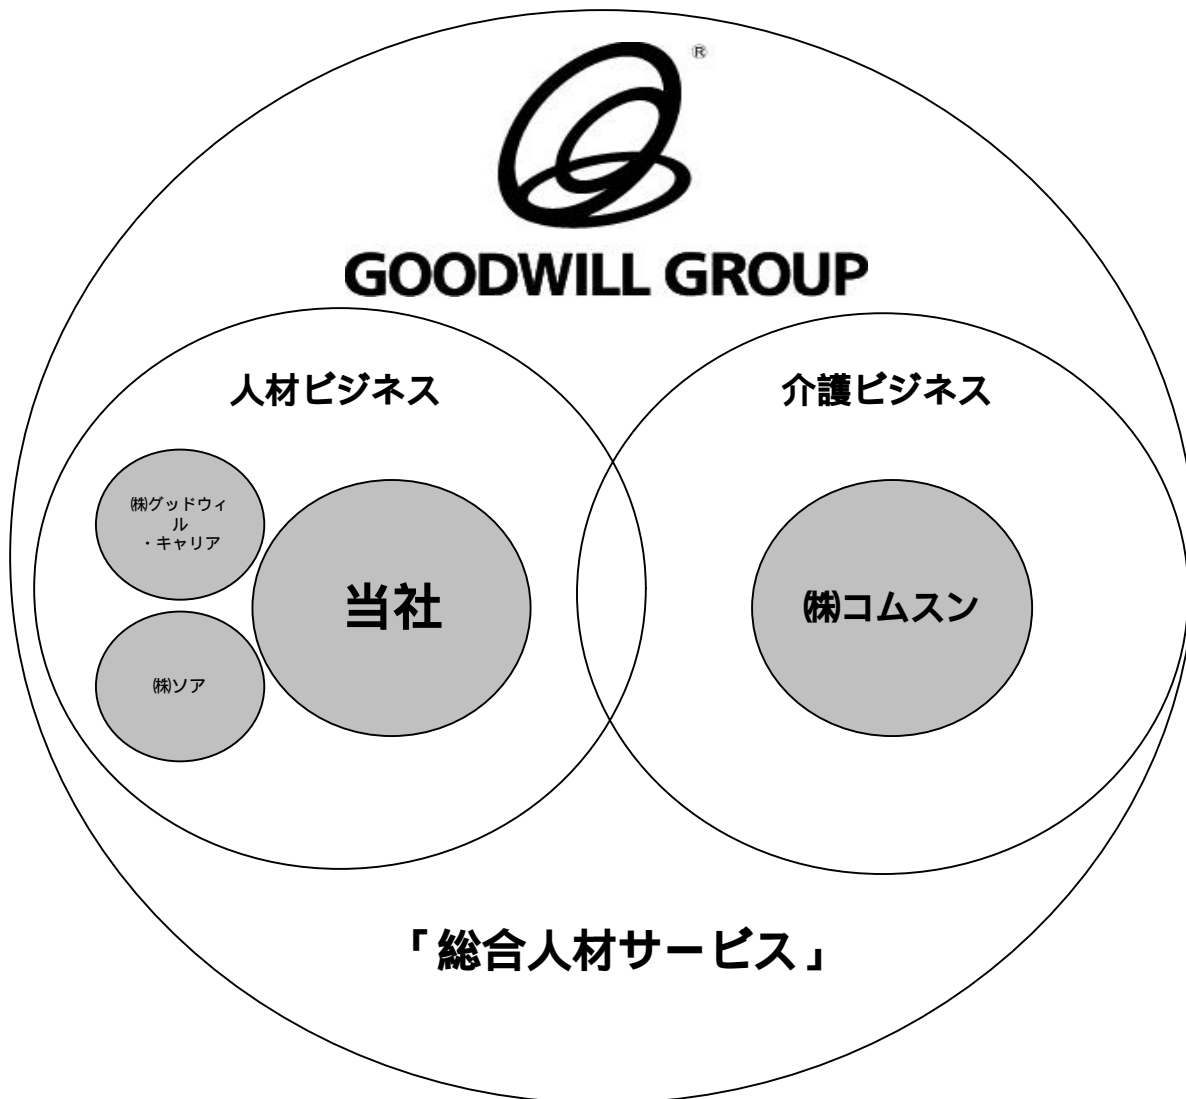 ®
GOODWILL GROUP
人材ビジネス
介護ビジネス
㈱グッドウィ
ル
・キャリア
当社
㈱コムスン
㈱ソア
「総合人材サービス」